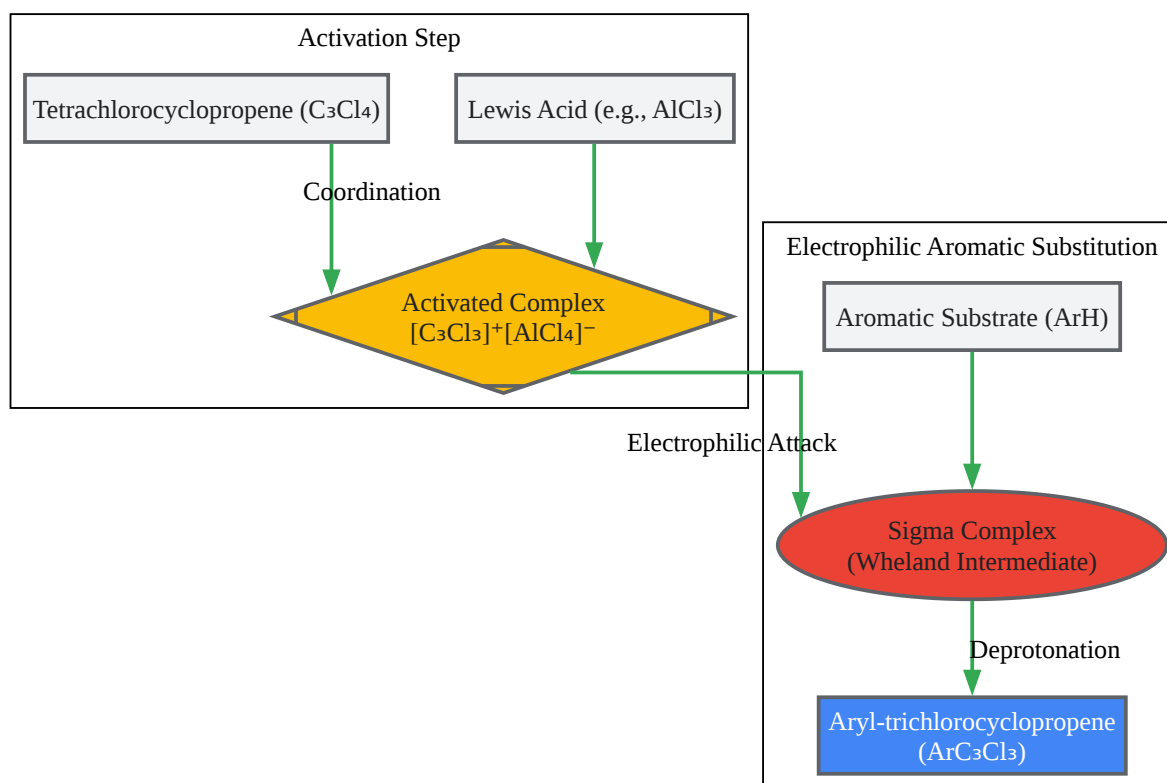 Activation Step
Tetrachlorocyclopropene (C₃Cl₄)
Lewis Acid (e.g., AlCl₃)
Coordination
Activated Complex
[C₃Cl₃]⁺[AlCl₄]⁻
Electrophilic Aromatic Substitution
Aromatic Substrate (ArH)
Electrophilic Attack
Sigma Complex
(Wheland Intermediate)
Deprotonation
Aryl-trichlorocyclopropene
(ArC₃Cl₃)